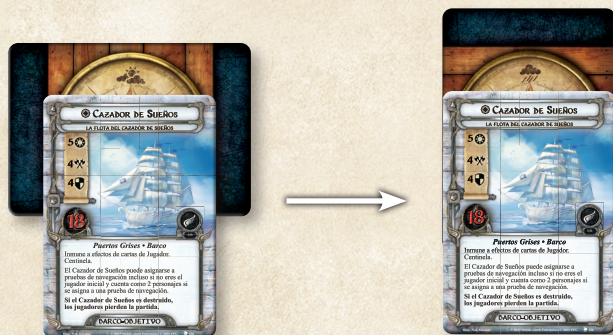 CAZADOR DE SUEÑOS
LA FLOTA DEL CAZADOR DE SUEÑOS
5
4
4
18
Puertos Grises • Barco
Inmune a efectos de cartas de Jugador.
Centinela.
El Cazador de Sueños puede asignarse a
pruebas de navegación incluso si no eres el
jugador inicial y cuenta como 2 personajes si
se asigna a una prueba de navegación.
Si el Cazador de Sueños es destruido,
los jugadores pierden la partida.
BARCO-OBJETIVO
CAZADOR DE SUEÑOS
LA FLOTA DEL CAZADOR DE SUEÑOS
5
4
4
18
Puertos Grises • Barco
Inmune a efectos de cartas de Jugador.
Centinela.
El Cazador de Sueños puede asignarse a
pruebas de navegación incluso si no eres el
jugador inicial y cuenta como 2 personajes si
se asigna a una prueba de navegación.
Si el Cazador de Sueños es destruido,
los jugadores pierden la partida.
BARCO-OBJETIVO